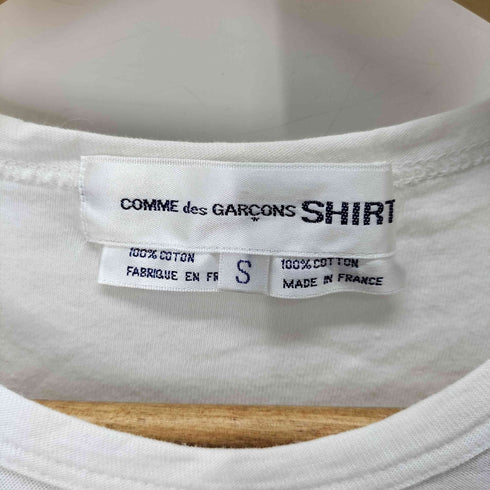 COMME des GARÇONS SHIRT
100% COTON
FABRIQUE EN FR
S
100% COTTON
MADE IN FRANCE